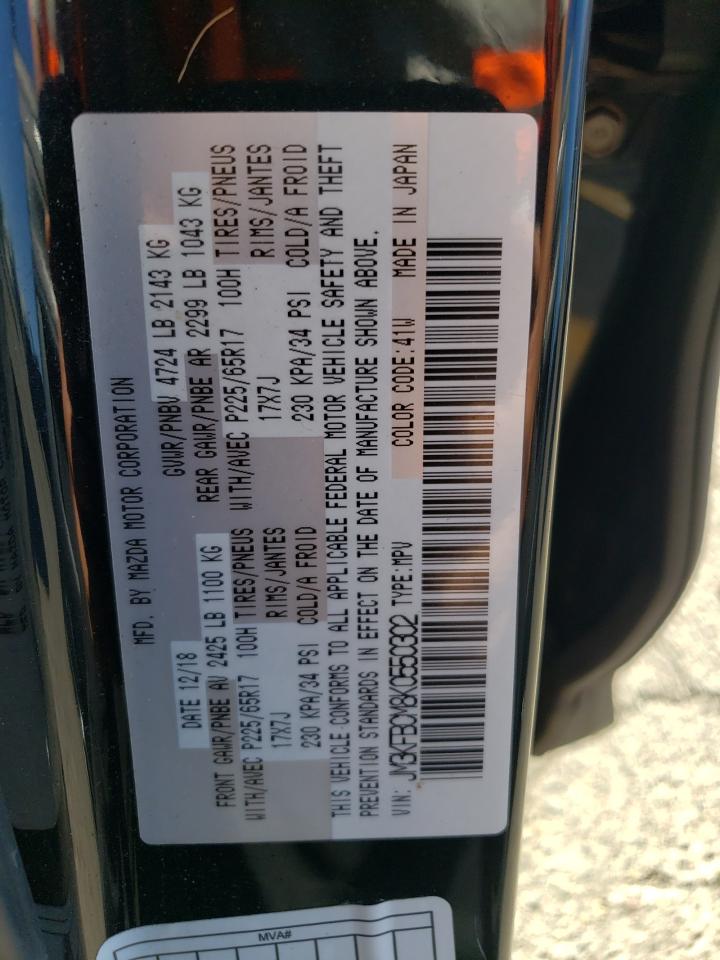 MFD. BY MAZDA MOTOR CORPORATION
DATE 12/18 GVWR/PNBV 4724 LB 2143 KG
FRONT GAWR/PNBE AV 2425 LB 1100 KG REAR GAWR/PNBE AR 2299 LB 1043 KG
WITH/AVEC P225/65R17 100H TIRES/PNEUS WITH/AVEC P225/65R17 100H TIRES/PNEUS
17X7J RIMS/JANTES 17X7J RIMS/JANTES
230 KPA/34 PSI COLD/A FROID 230 KPA/34 PSI COLD/A FROID
THIS VEHICLE CONFORMS TO ALL APPLICABLE FEDERAL MOTOR VEHICLE SAFETY AND THEFT
PREVENTION STANDARDS IN EFFECT ON THE DATE OF MANUFACTURE SHOWN ABOVE.
VIN: JM3KFBCM8K0550302 TYPE:MPV COLOR CODE:41W MADE IN JAPAN
MVA#